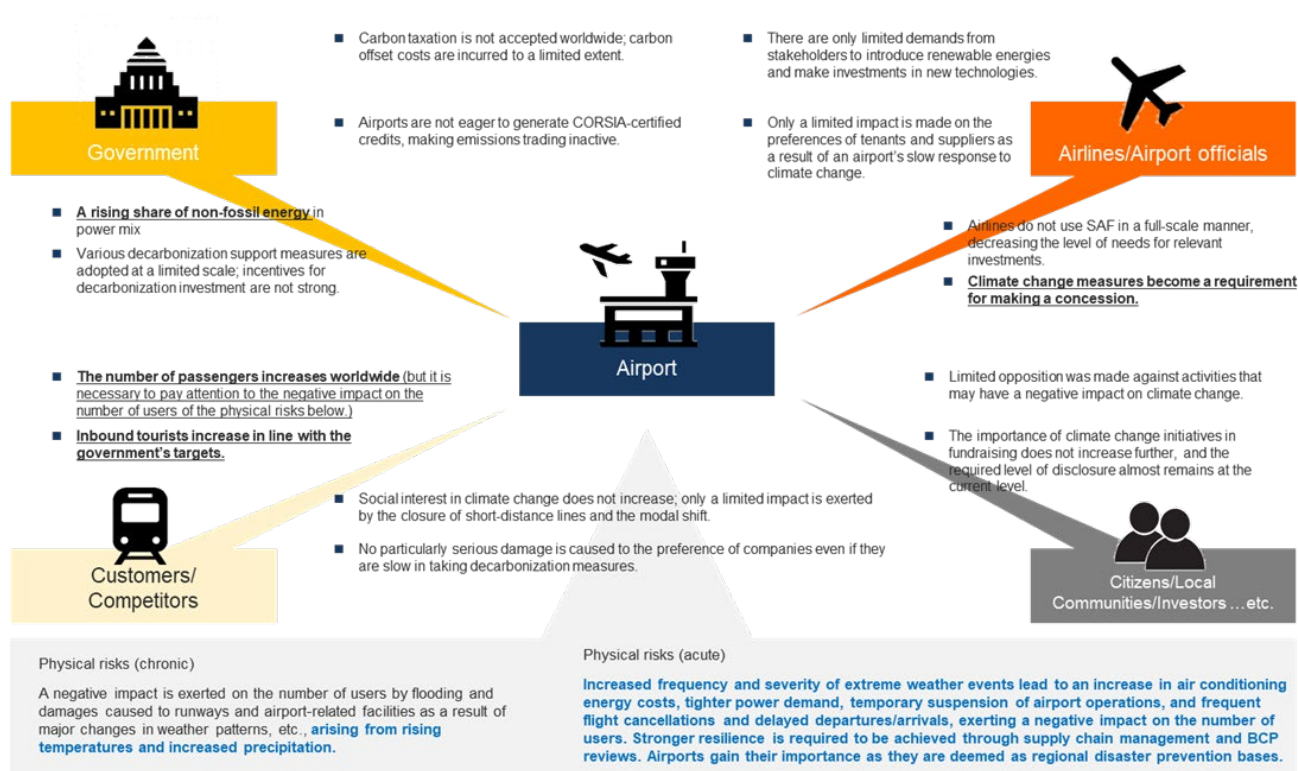 Carbon taxation is not accepted worldwide; carbon
offset costs are incurred to a limited extent.
Airports are not eager to generate CORSIA-certified
credits, making emissions trading inactive.
There are only limited demands from
stakeholders to introduce renewable energies
and make investments in new technologies.
Only a limited impact is made on the
preferences of tenants and suppliers as
a result of an airport's slow response to
climate change.
Government
Airlines/Airport officials
A rising share of non-fossil energy in
power mix
Various decarbonization support measures are
adopted at a limited scale; incentives for
decarbonization investment are not strong.
Airlines do not use SAF in a full-scale manner,
decreasing the level of needs for relevant
investments.
Climate change measures become a requirement
for making a concession.
Airport
The number of passengers increases worldwide (but it is
necessary to pay attention to the negative impact on the
number of users of the physical risks below.)
Inbound tourists increase in line with the
government's targets.
Limited opposition was made against activities that
may have a negative impact on climate change.
The importance of climate change initiatives in
fundraising does not increase further, and the
required level of disclosure almost remains at the
current level.
Social interest in climate change does not increase; only a limited impact is exerted
by the closure of short-distance lines and the modal shift.
No particularly serious damage is caused to the preference of companies even if they
are slow in taking decarbonization measures.
Customers/
Competitors
Citizens/Local
Communities/Investors …etc.
Physical risks (chronic)
A negative impact is exerted on the number of users by flooding and
damages caused to runways and airport-related facilities as a result of
major changes in weather patterns, etc., arising from rising
temperatures and increased precipitation.
Physical risks (acute)
Increased frequency and severity of extreme weather events lead to an increase in air conditioning
energy costs, tighter power demand, temporary suspension of airport operations, and frequent
flight cancellations and delayed departures/arrivals, exerting a negative impact on the number of
users. Stronger resilience is required to be achieved through supply chain management and BCP
reviews. Airports gain their importance as they are deemed as regional disaster prevention bases.